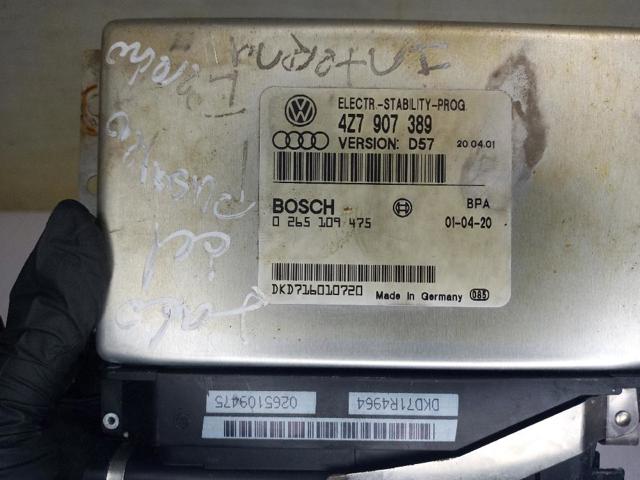 ELECTR.-STABILITY-PROG.
4Z7 907 389
VERSION: D57 20 04.01
BOSCH BPA
0 265 109 475 01-04-20
DKD716010720 Made in Germany 085
0265109475 DKD71R4964